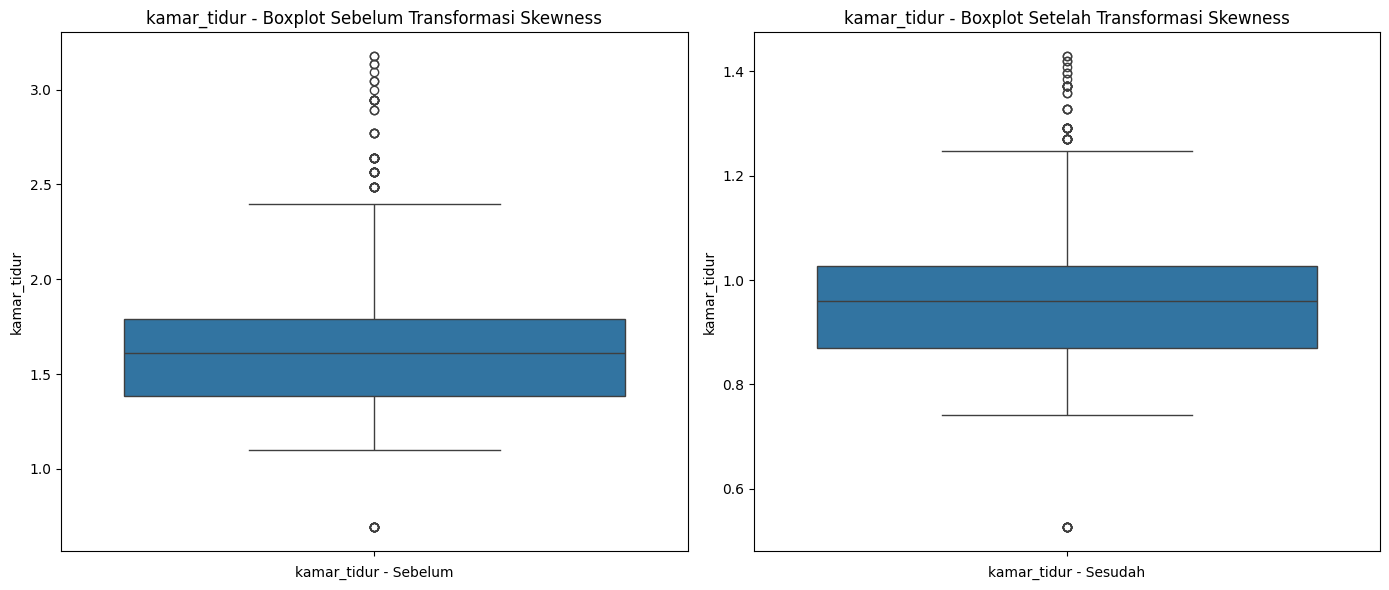 kamar_tidur - Boxplot Sebelum Transformasi Skewness
kamar_tidur
3.0
2.5
2.0
1.5
1.0
kamar_tidur - Sebelum
kamar_tidur - Boxplot Setelah Transformasi Skewness
kamar_tidur
1.4
1.2
1.0
0.8
0.6
kamar_tidur - Sesudah